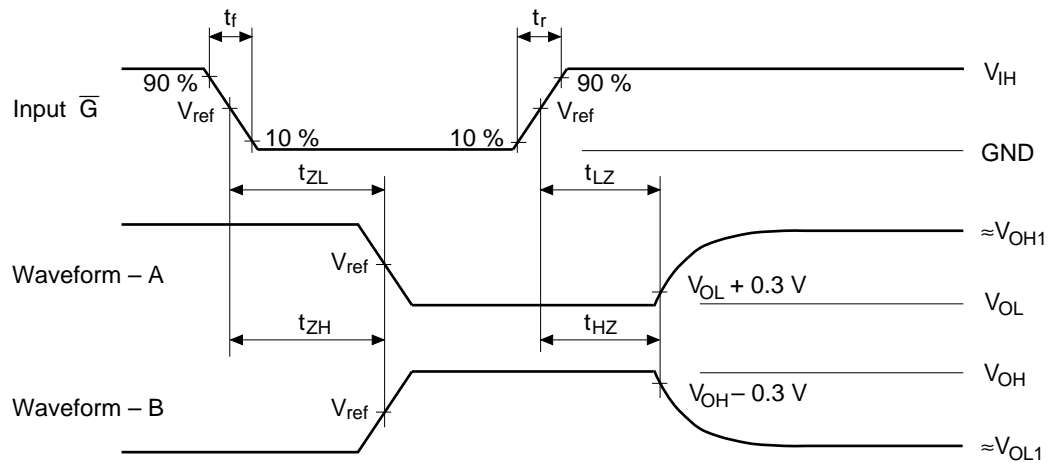 tf
tr
90 %
90 %
VIH
Input G̅
Vref
Vref
10 %
10 %
GND
tZL
tLZ
≈VOH1
Waveform – A
Vref
VOL + 0.3 V
VOL
tZH
tHZ
VOH
VOH – 0.3 V
Waveform – B
Vref
≈VOL1